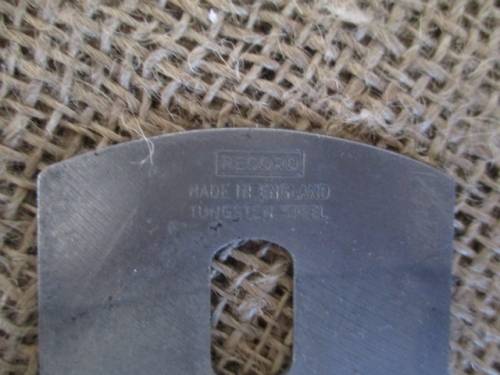 RECORD
MADE IN ENGLAND
TUNGSTEN STEEL